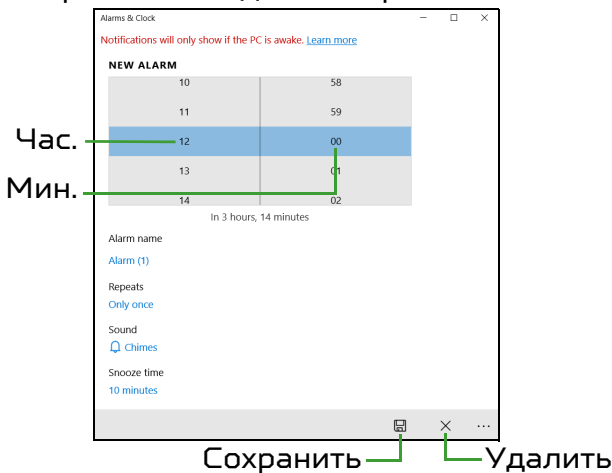 Alarms & Clock
Notifications will only show if the PC is awake. Learn more
NEW ALARM
10 58
11 59
Час. 12 00
13 01
Мин.
14 02
In 3 hours, 14 minutes
Alarm name
Alarm (1)
Repeats
Only once
Sound
Chimes
Snooze time
10 minutes
Сохранить Удалить